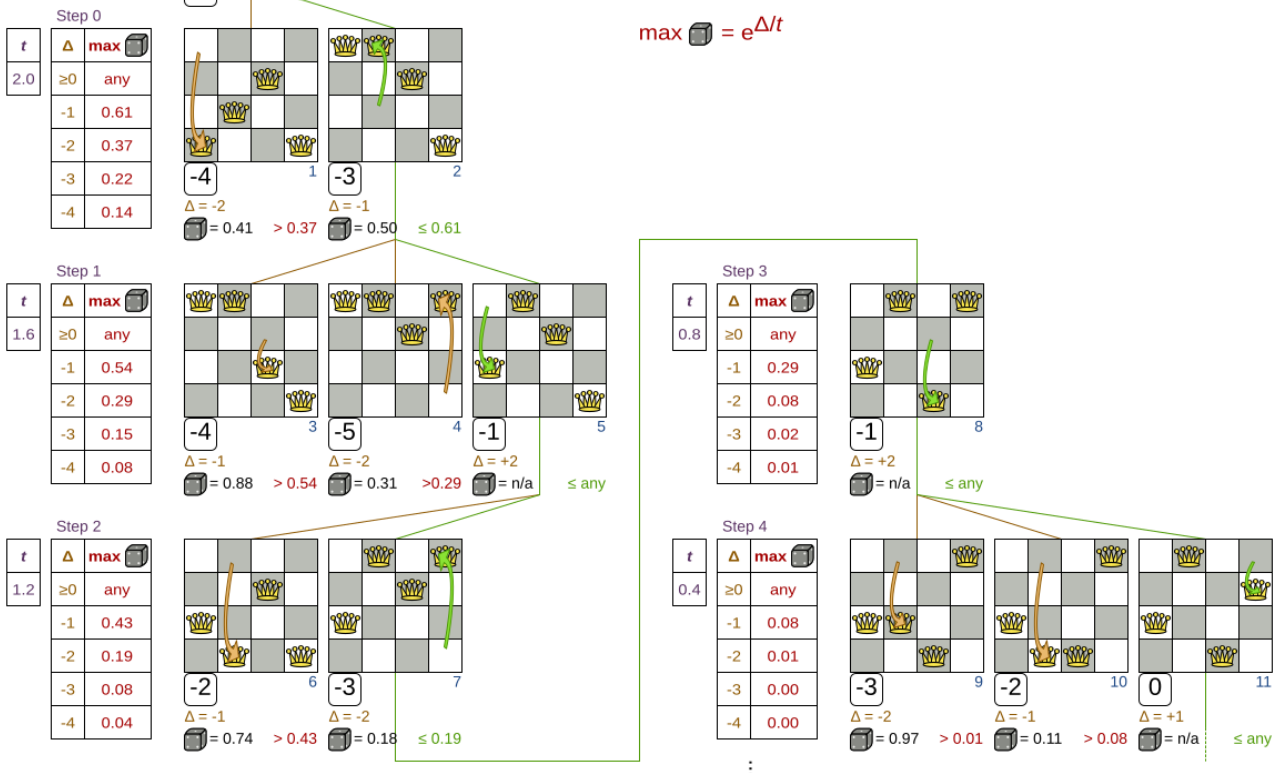 max = e^Δ/t
Step 0
t Δ max
2.0 ≥0 any
-1 0.61
-2 0.37
-3 0.22
-4 0.14
-4 1 -3 2
Δ = -2 Δ = -1
= 0.41 > 0.37 = 0.50 ≤ 0.61
Step 1
t Δ max
1.6 ≥0 any
-1 0.54
-2 0.29
-3 0.15
-4 0.08
-4 3 -5 4 -1 5
Δ = -1 Δ = -2 Δ = +2
= 0.88 > 0.54 = 0.31 >0.29 = n/a ≤ any
Step 2
t Δ max
1.2 ≥0 any
-1 0.43
-2 0.19
-3 0.08
-4 0.04
-2 6 -3 7
Δ = -1 Δ = -2
= 0.74 > 0.43 = 0.18 ≤ 0.19
Step 3
t Δ max
0.8 ≥0 any
-1 0.29
-2 0.08
-3 0.02
-4 0.01
-1 8
Δ = +2
= n/a ≤ any
Step 4
t Δ max
0.4 ≥0 any
-1 0.08
-2 0.01
-3 0.00
-4 0.00
-3 9 -2 10 0 11
Δ = -2 Δ = -1 Δ = +1
= 0.97 > 0.01 = 0.11 > 0.08 = n/a ≤ any
: